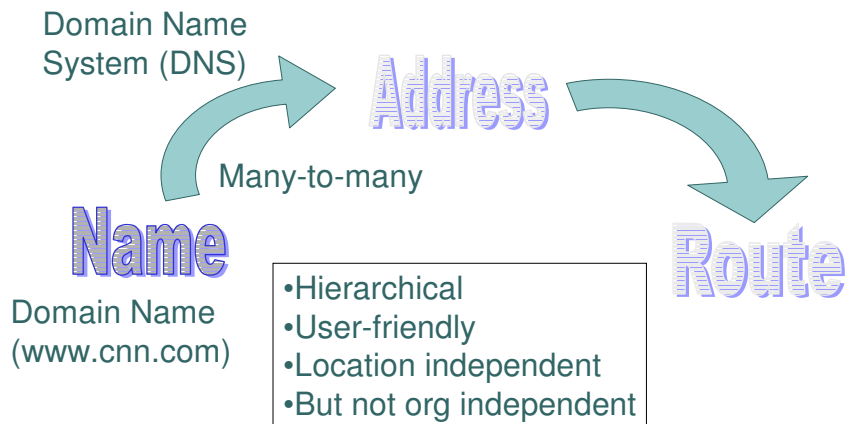 Domain Name
System (DNS)
Address
Many-to-many
Name
Route
Domain Name
(www.cnn.com)
•Hierarchical
•User-friendly
•Location independent
•But not org independent